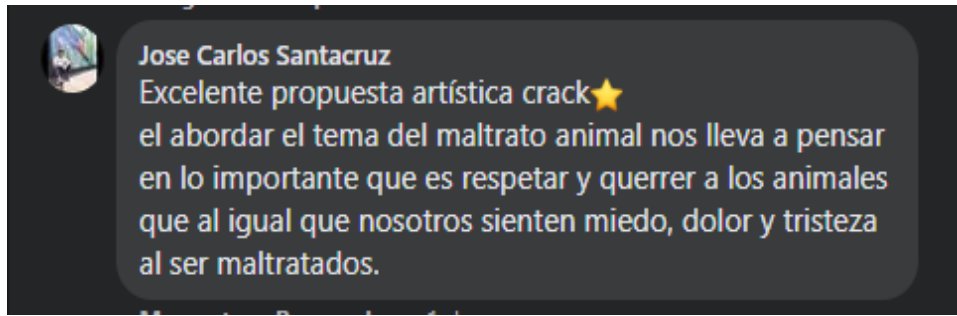 Jose Carlos Santacruz
Excelente propuesta artística crack⭐
el abordar el tema del maltrato animal nos lleva a pensar
en lo importante que es respetar y querrer a los animales
que al igual que nosotros sienten miedo, dolor y tristeza
al ser maltratados.